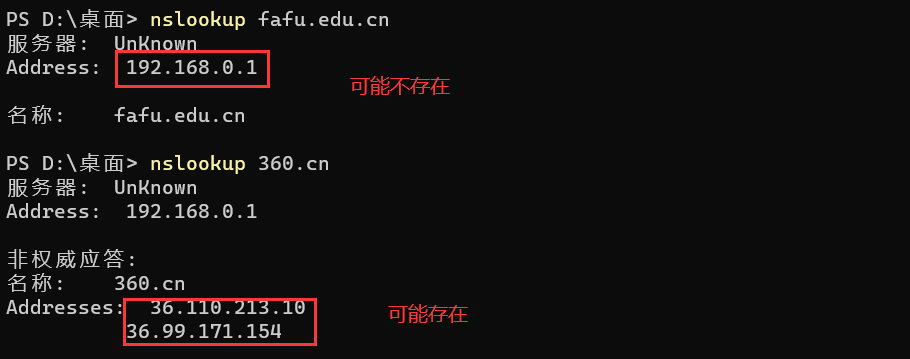 PS D:\桌面> nslookup fafu.edu.cn
服务器:  UnKnown
Address:  192.168.0.1
可能不存在
名称:    fafu.edu.cn
PS D:\桌面> nslookup 360.cn
服务器:  UnKnown
Address:  192.168.0.1
非权威应答:
名称:    360.cn
Addresses:  36.110.213.10
可能存在
36.99.171.154